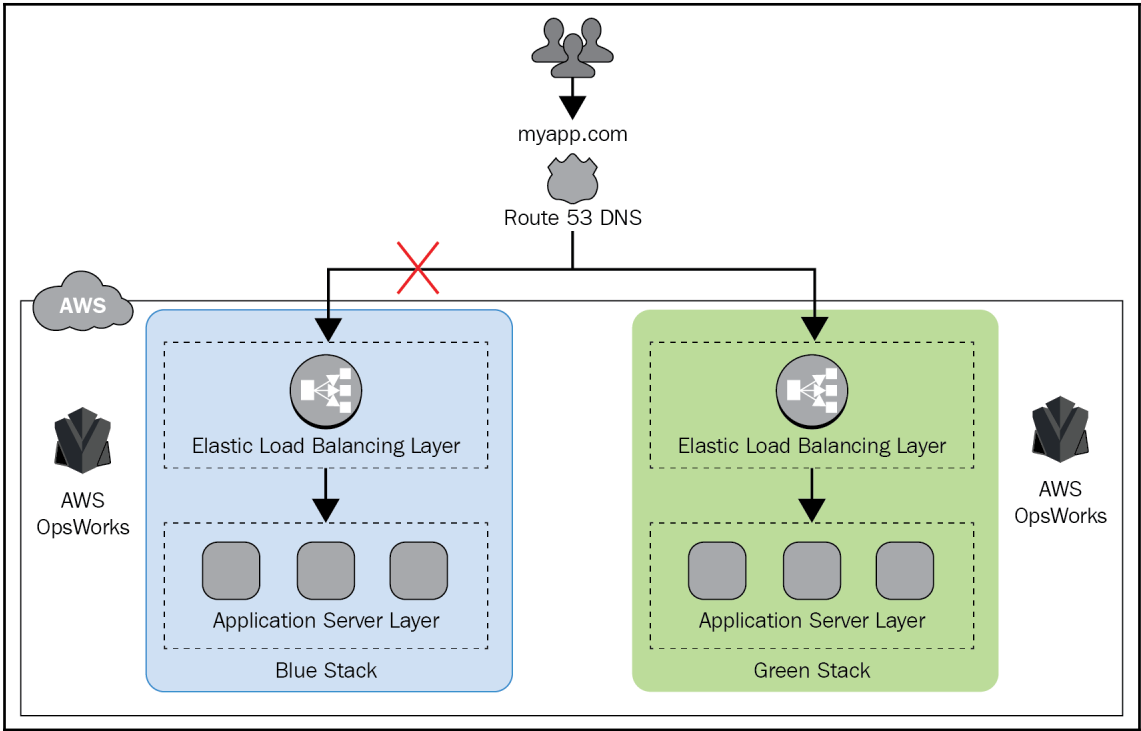 myapp.com
Route 53 DNS
AWS
Elastic Load Balancing Layer
Elastic Load Balancing Layer
AWS
OpsWorks
AWS
OpsWorks
Application Server Layer
Application Server Layer
Blue Stack
Green Stack